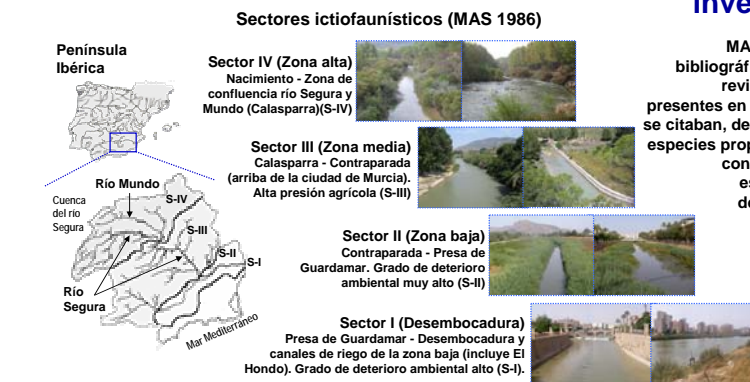 Sectores ictiofaunísticos (MAS 1986)
Península
Ibérica
Río Mundo
Cuenca
del río
Segura
S-IV
S-III
S-II
S-I
Río
Segura
Mar Mediterráneo
Sector IV (Zona alta)
Nacimiento - Zona de
confluencia río Segura y
Mundo (Calasparra)(S-IV)
Sector III (Zona media)
Calasparra - Contraparada
(arriba de la ciudad de Murcia).
Alta presión agrícola (S-III)
Sector II (Zona baja)
Contraparada - Presa de
Guardamar. Grado de deterioro
ambiental muy alto (S-II)
Sector I (Desembocadura)
Presa de Guardamar - Desembocadura y
canales de riego de la zona baja (incluye El
Hondo). Grado de deterioro ambiental alto (S-I).
MA
bibliográf
revi
presentes en
se citaban, de
especies prop
con
es
de